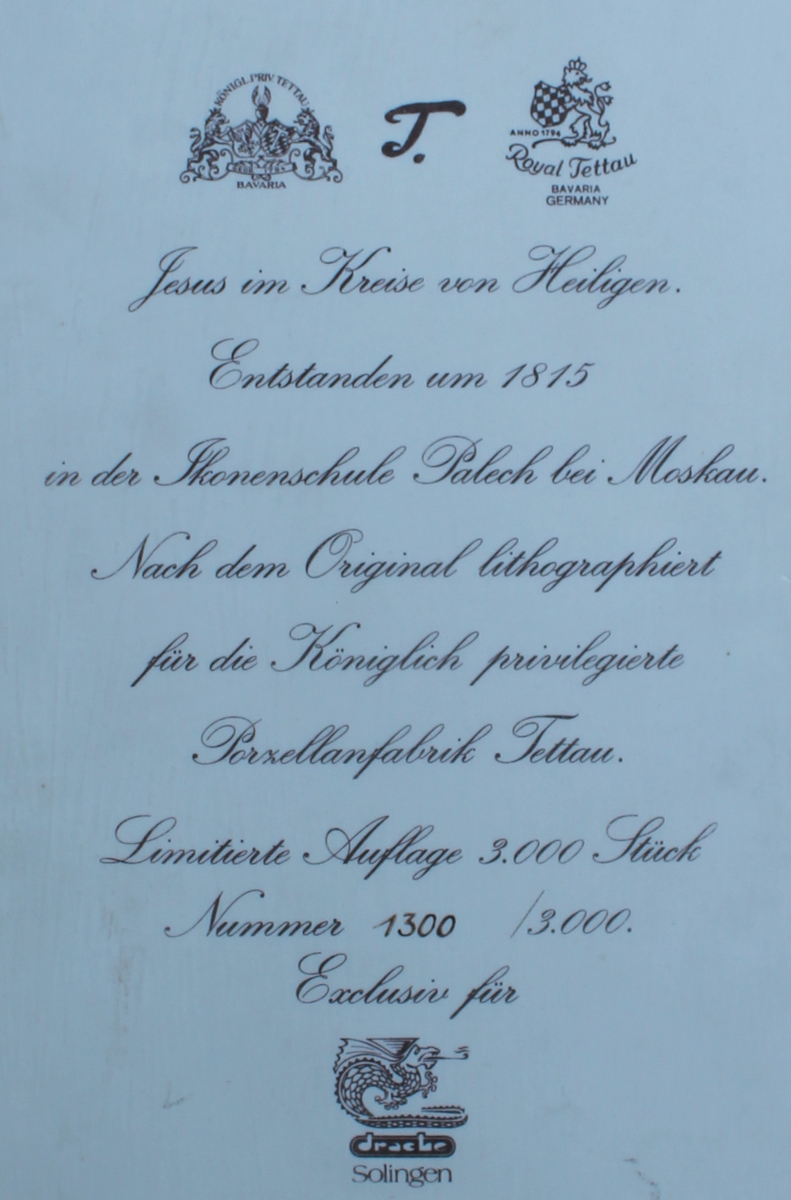 KÖNIGL. PRIV. TETTAU
BAVARIA
T.
ANNO 1794
Royal Tettau
BAVARIA
GERMANY
Jesus im Kreise von Heiligen.
Entstanden um 1815
in der Ikonenschule Palech bei Moskau.
Nach dem Original lithographiert
für die Königlich privilegierte
Porzellanfabrik Tettau.
Limitierte Auflage 3.000 Stück
Nummer 1300 /3.000.
Exclusiv für
drache
Solingen